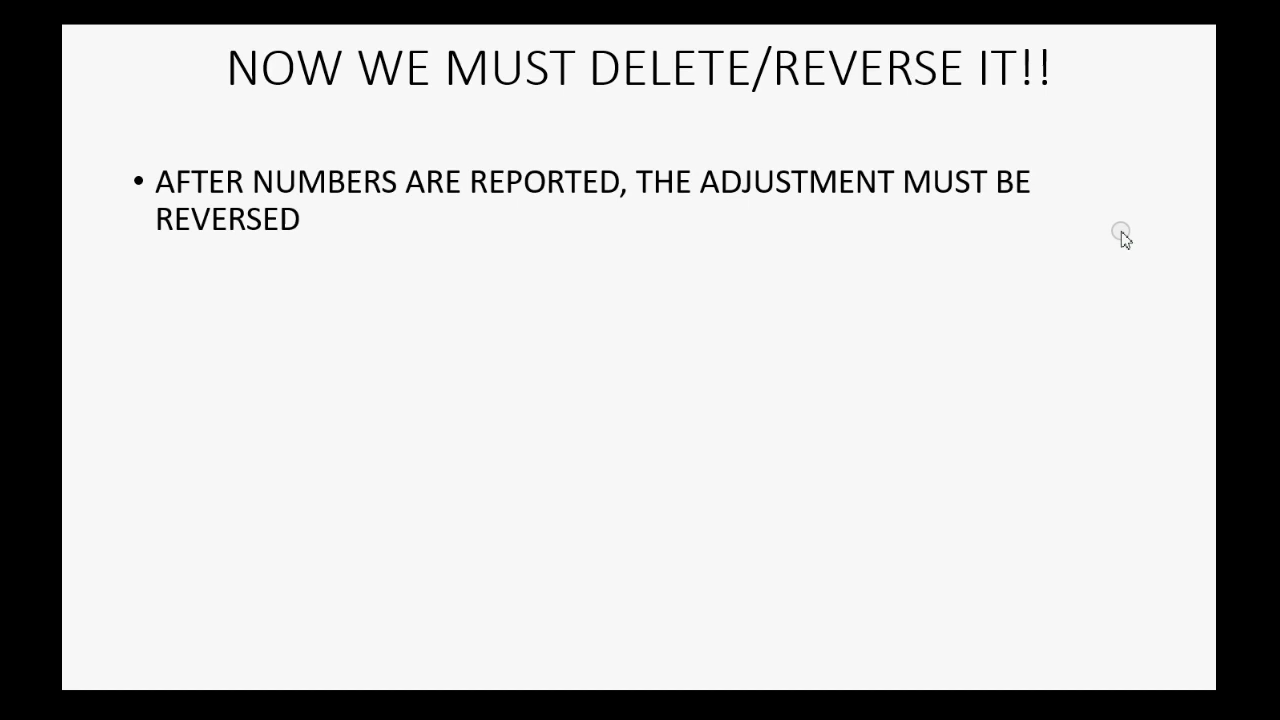 NOW WE MUST DELETE/REVERSE IT!!
• AFTER NUMBERS ARE REPORTED, THE ADJUSTMENT MUST BE
REVERSED